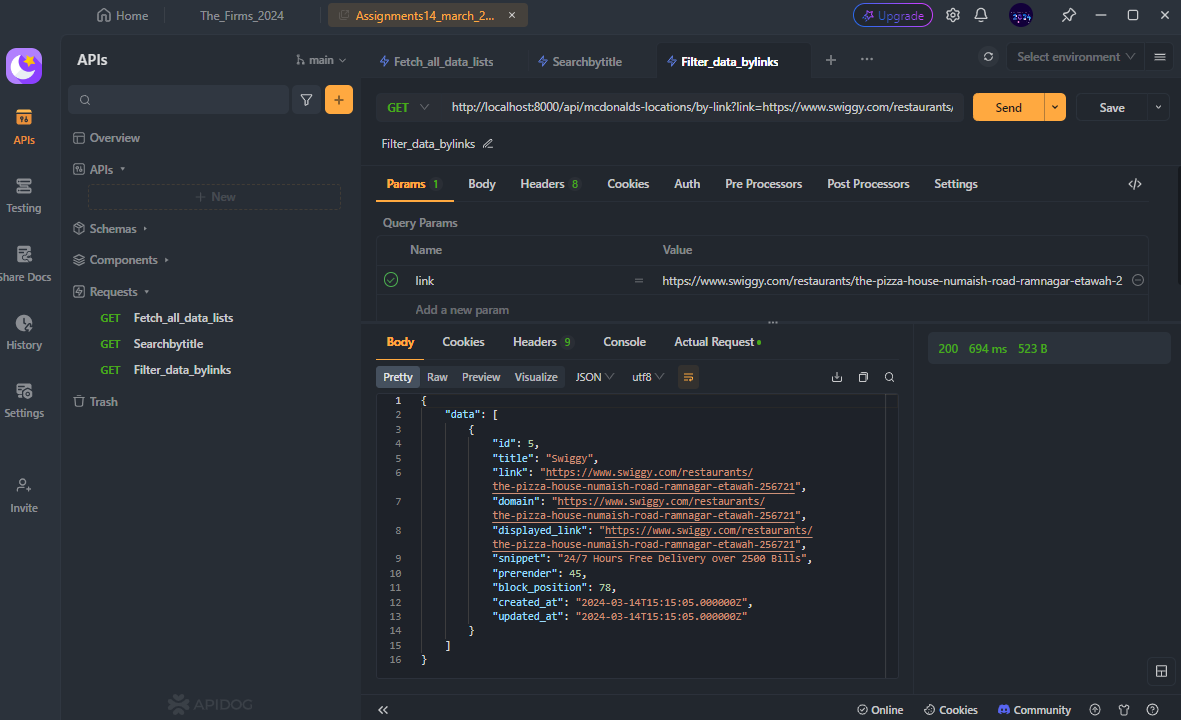 Home
The_Firms_2024
Assignments14_march_2...
Upgrade
APIs
main
Fetch_all_data_lists
Searchbytitle
Filter_data_bylinks
Select environment
GET
http://localhost:8000/api/mcdonalds-locations/by-link?link=https://www.swiggy.com/restaurants/
Send
Save
Filter_data_bylinks
APIs
Testing
Share Docs
History
Settings
Invite
Overview
APIs
New
Schemas
Components
Requests
GET Fetch_all_data_lists
GET Searchbytitle
GET Filter_data_bylinks
Trash
APIDOG
Params 1
Body
Headers 8
Cookies
Auth
Pre Processors
Post Processors
Settings
Query Params
Name Value
link = https://www.swiggy.com/restaurants/the-pizza-house-numaish-road-ramnagar-etawah-2
Add a new param
Body
Cookies
Headers 9
Console
Actual Request
200 694 ms 523 B
Pretty Raw Preview Visualize JSON utf8
1 {
2 "data": [
3 {
4 "id": 5,
5 "title": "Swiggy",
6 "link": "https://www.swiggy.com/restaurants/
the-pizza-house-numaish-road-ramnagar-etawah-256721",
7 "domain": "https://www.swiggy.com/restaurants/
the-pizza-house-numaish-road-ramnagar-etawah-256721",
8 "displayed_link": "https://www.swiggy.com/restaurants/
the-pizza-house-numaish-road-ramnagar-etawah-256721",
9 "snippet": "24/7 Hours Free Delivery over 2500 Bills",
10 "prerender": 45,
11 "block_position": 78,
12 "created_at": "2024-03-14T15:15:05.000000Z",
13 "updated_at": "2024-03-14T15:15:05.000000Z"
14 }
15 ]
16 }
Online
Cookies
Community